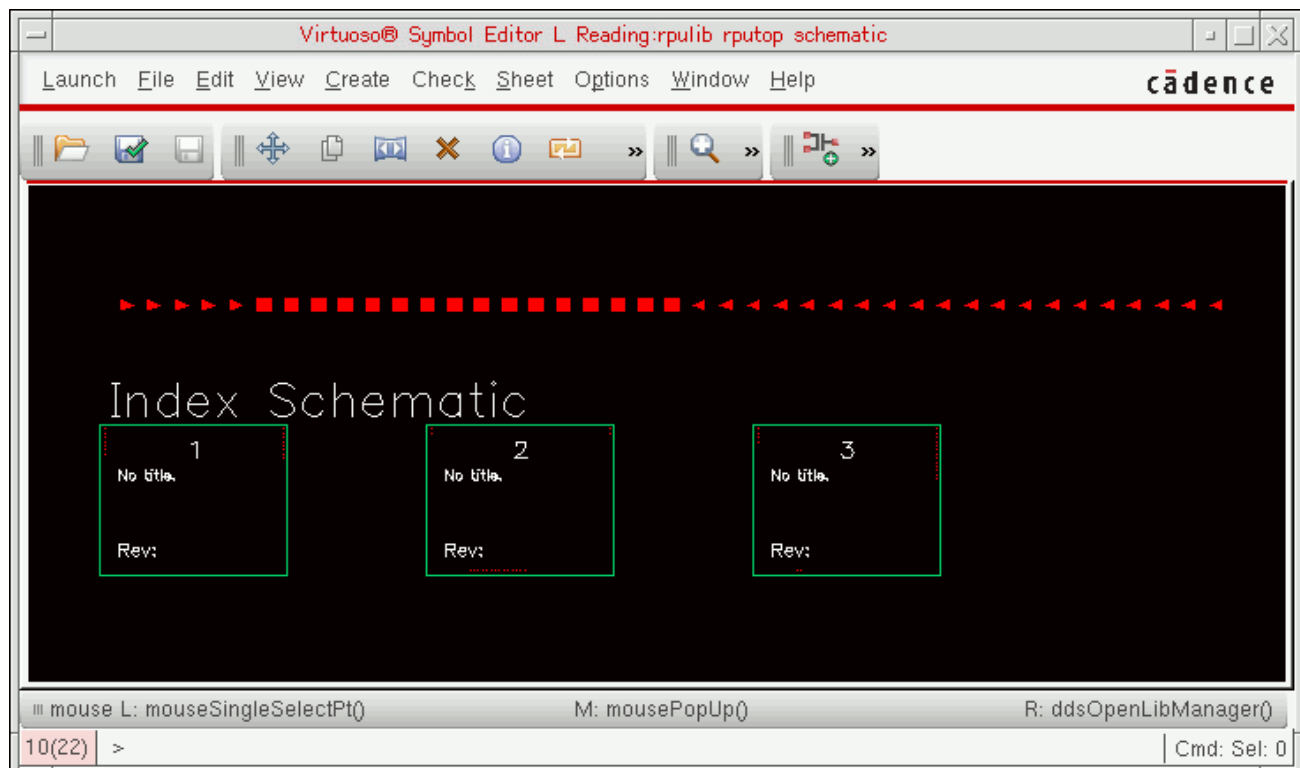 Virtuoso® Symbol Editor L Reading:rpulib rputop schematic
Launch File Edit View Create Check Sheet Options Window Help
cādence
Index Schematic
1 2 3
No title. No title. No title.
Rev: Rev: Rev:
mouse L: mouseSingleSelectPt() M: mousePopUp() R: ddsOpenLibManager()
10(22) > Cmd: Sel: 0